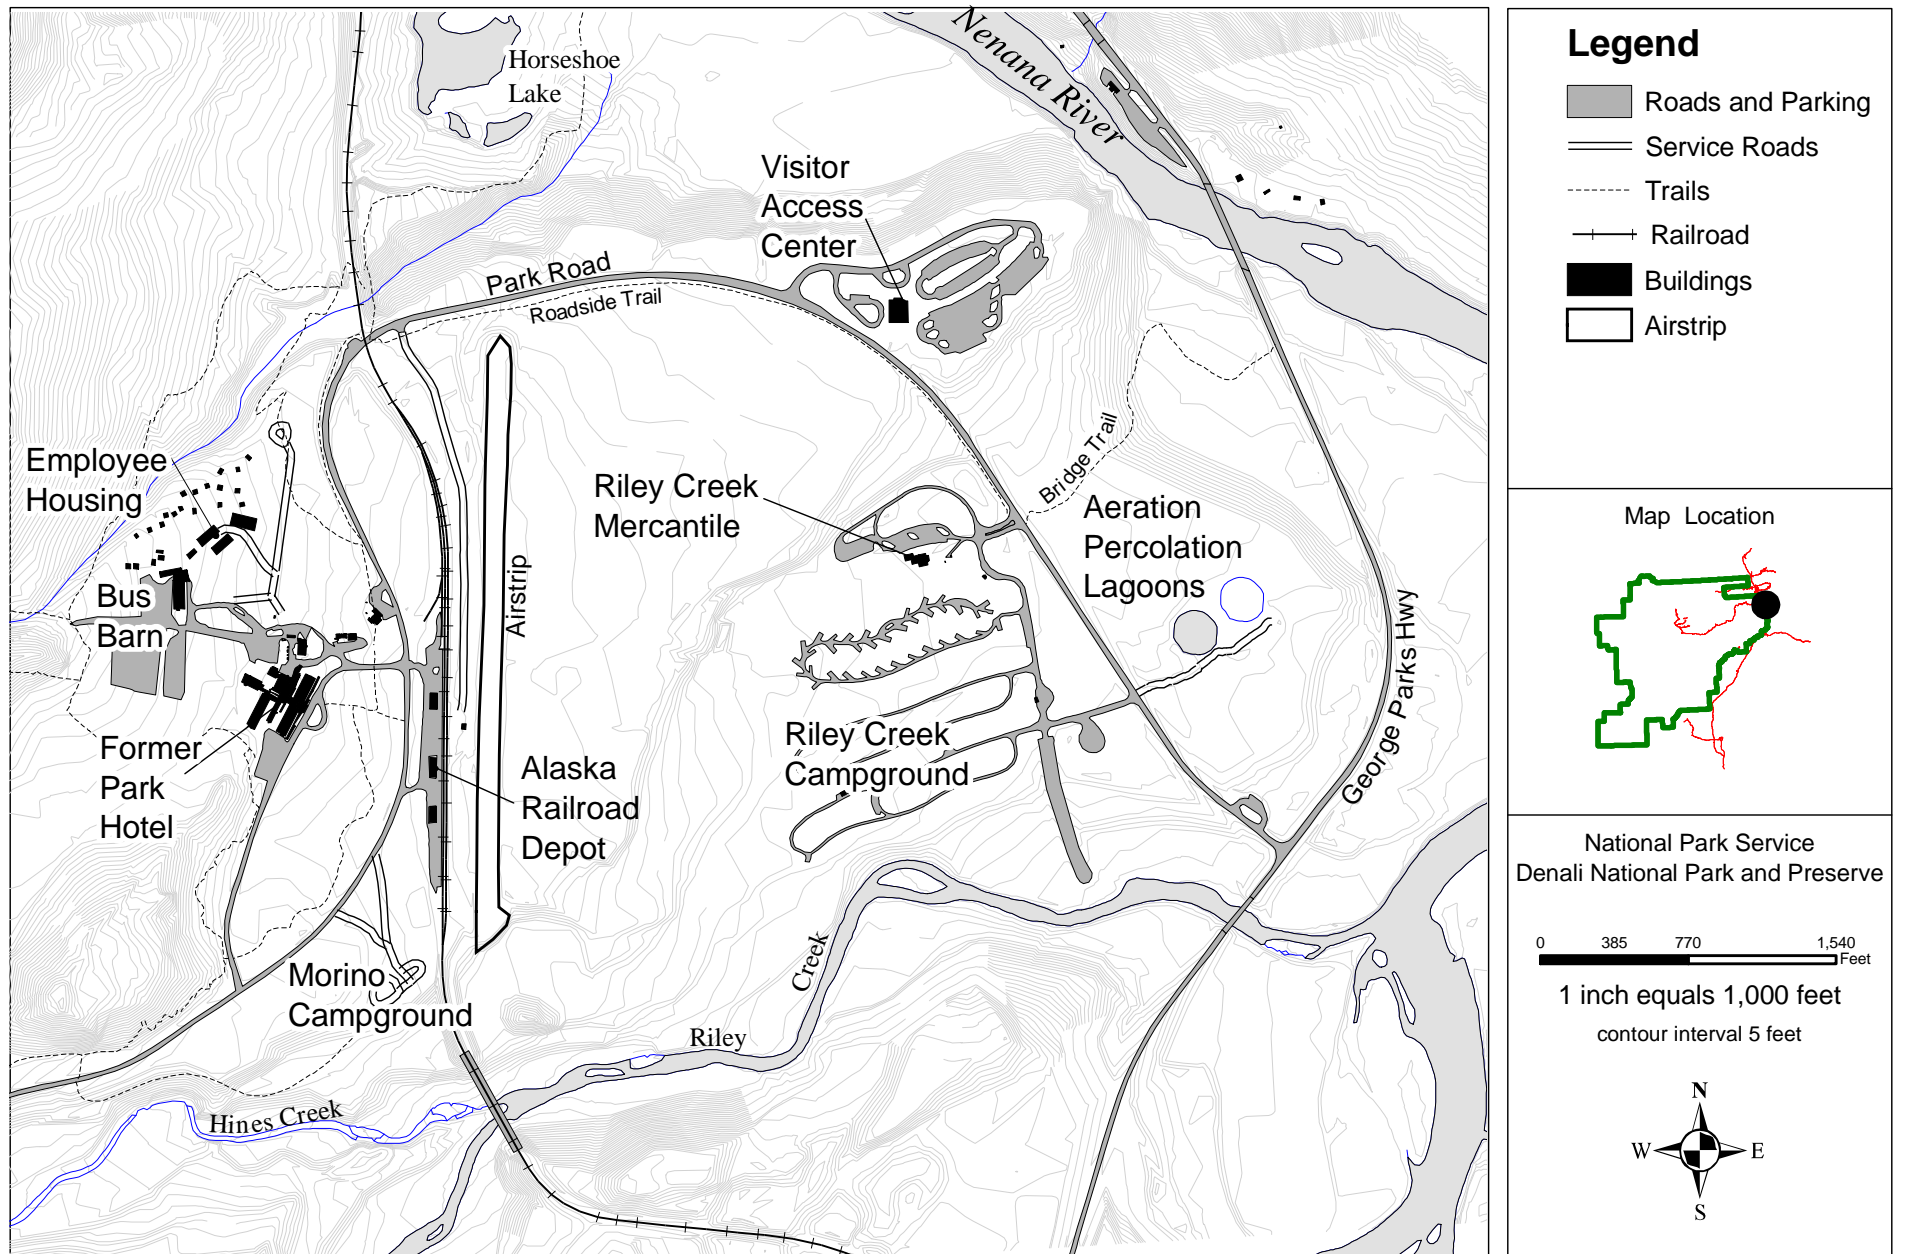 Horseshoe
Lake
Nenana River
Visitor
Access
Center
Park Road
Roadside Trail
Employee
Housing
Riley Creek
Mercantile
Bridge Trail
Aeration
Percolation
Lagoons
Bus
Barn
Airstrip
George Parks Hwy
Former
Park
Hotel
Alaska
Railroad
Depot
Riley Creek
Campground
Morino
Campground
Creek
Riley
Hines Creek
Legend
Roads and Parking
Service Roads
Trails
Railroad
Buildings
Airstrip
Map Location
National Park Service
Denali National Park and Preserve
0 385 770 1,540
Feet
1 inch equals 1,000 feet
contour interval 5 feet
N
W E
S